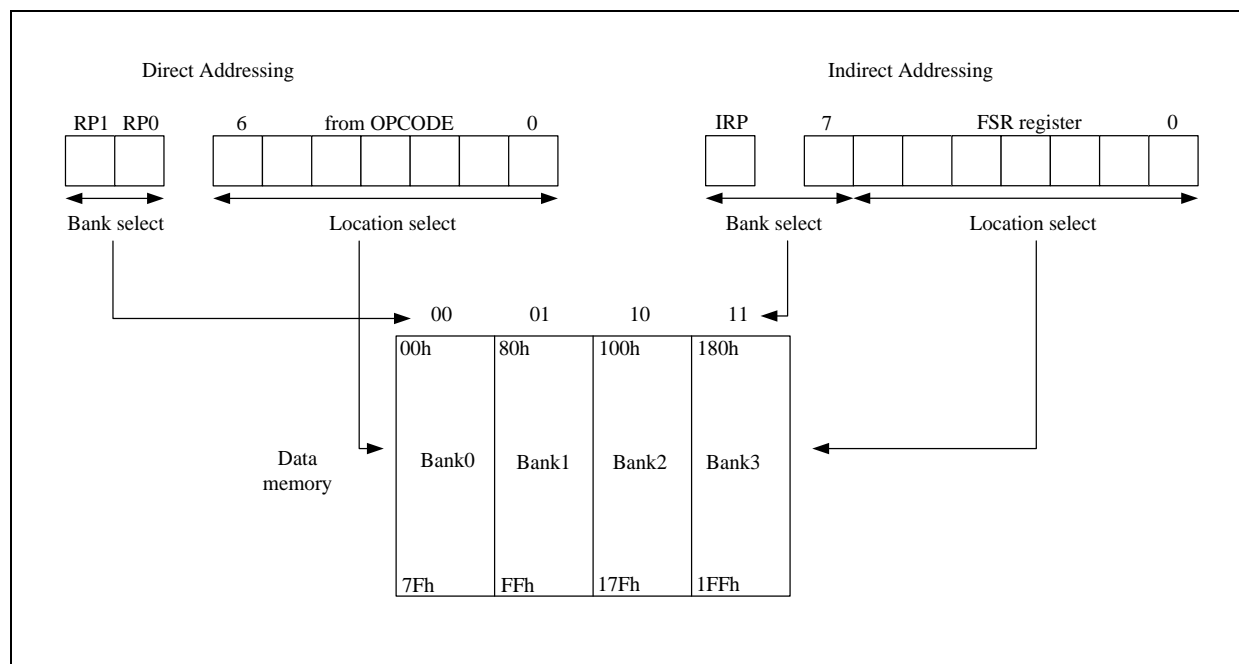 Direct Addressing Indirect Addressing
RP1 RP0 6 from OPCODE 0 IRP 7 FSR register 0
Bank select Location select Bank select Location select
00 01 10 11
00h 80h 100h 180h
Bank0 Bank1 Bank2 Bank3
Data
memory
7Fh FFh 17Fh 1FFh